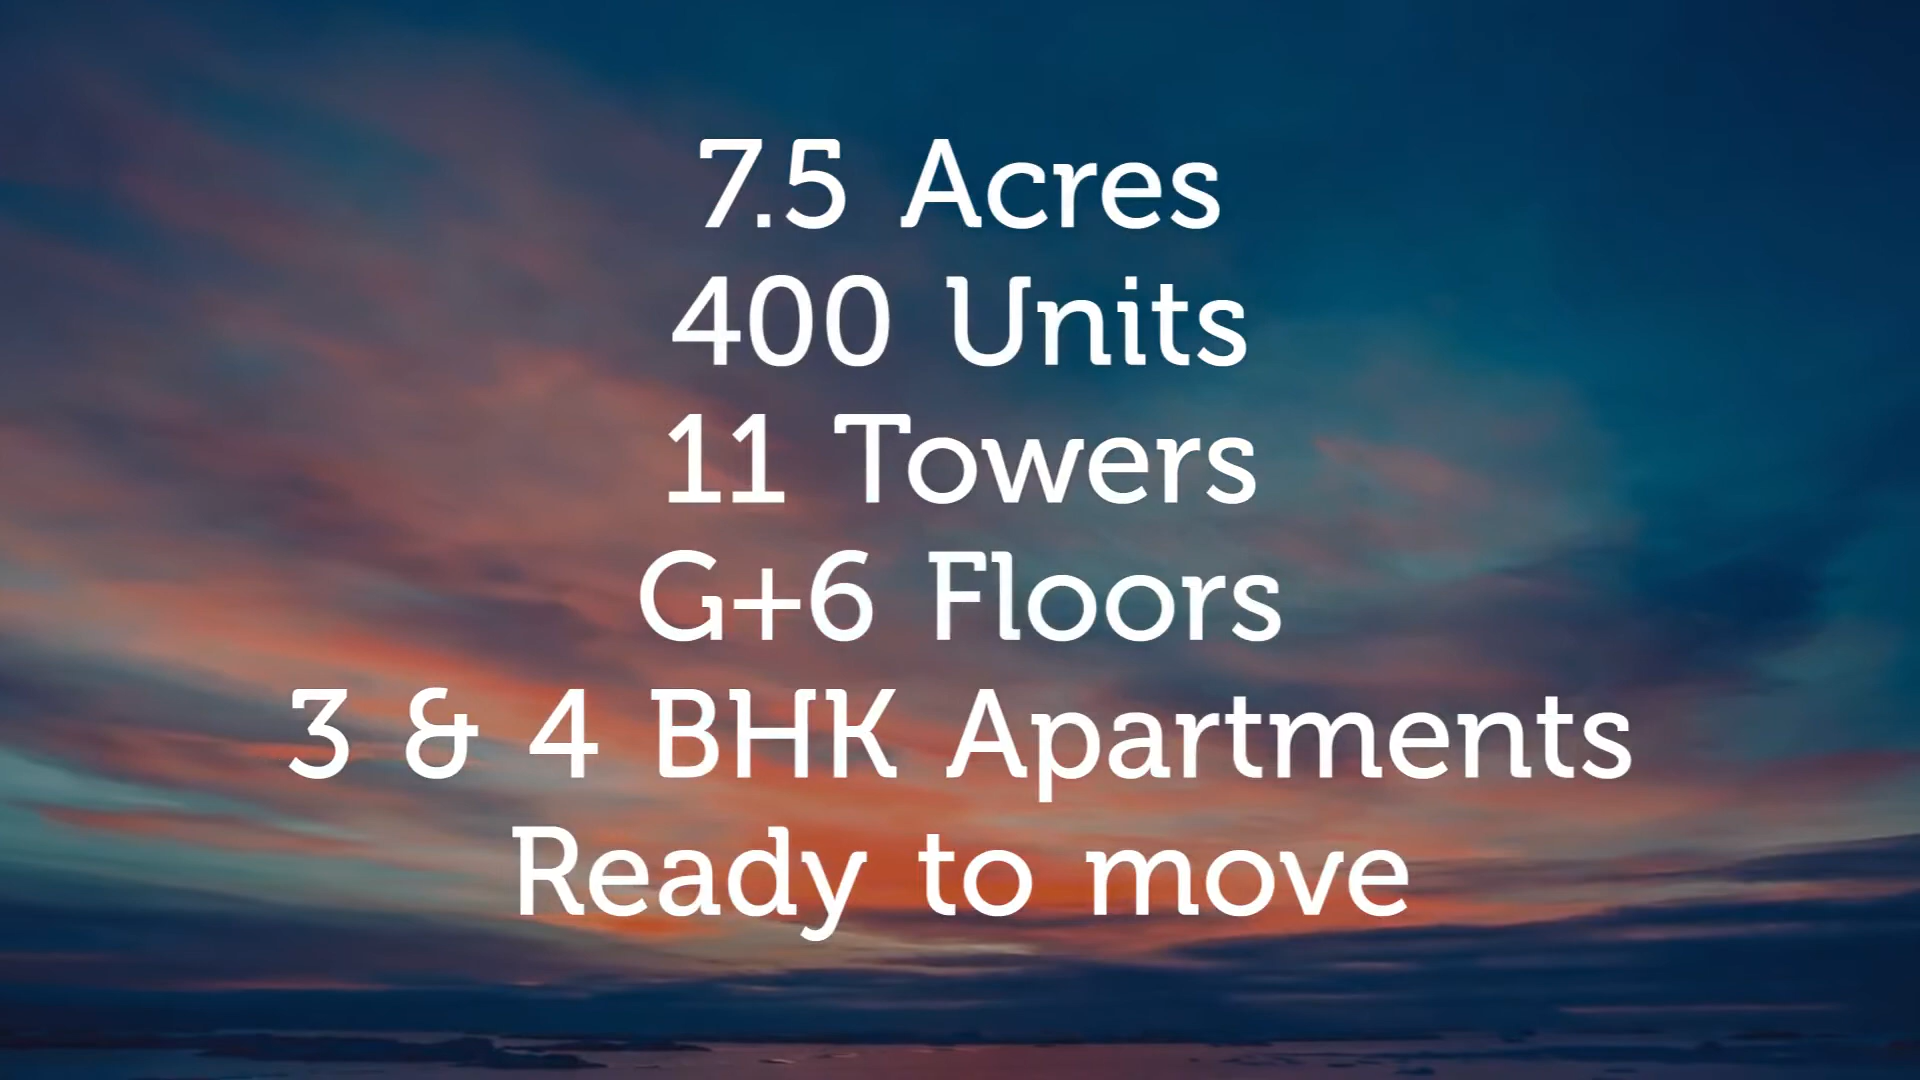 7.5 Acres
400 Units
11 Towers
G+6 Floors
3 & 4 BHK Apartments
Ready to move